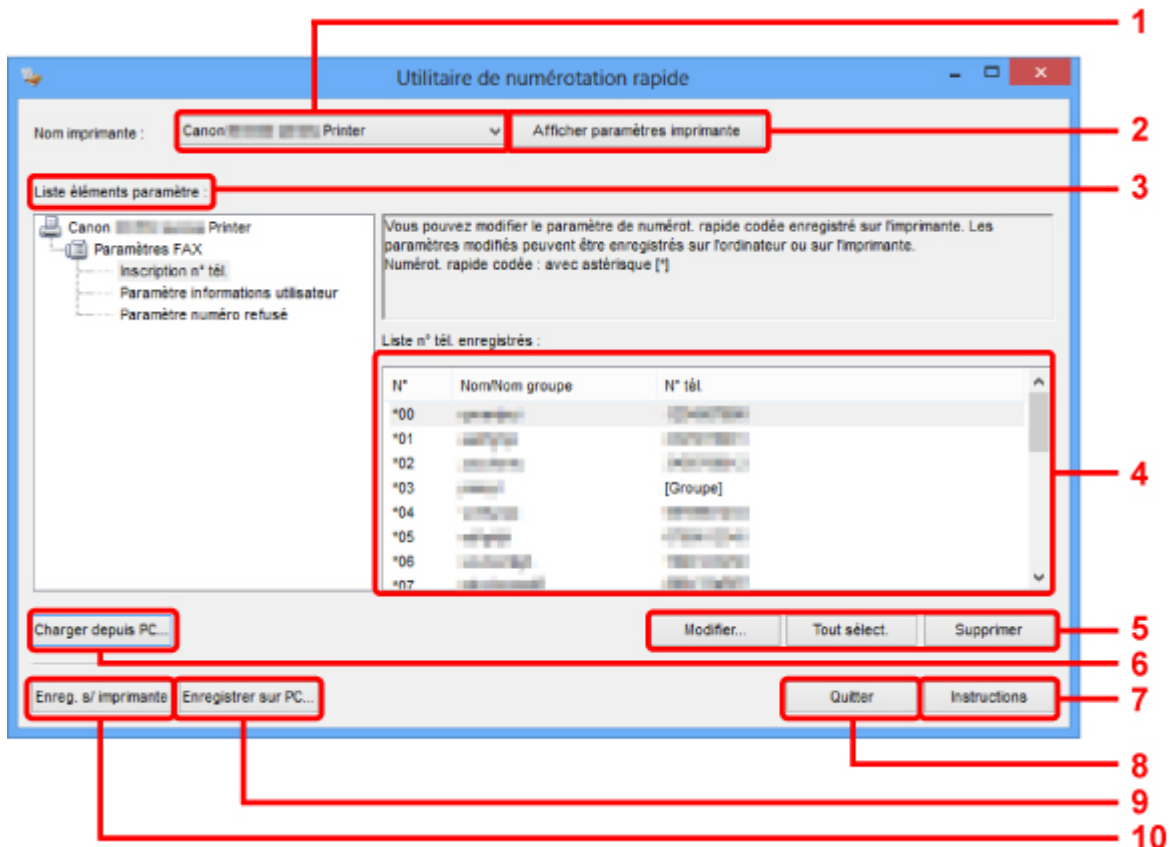 1
Utilitaire de numérotation rapide
Nom imprimante : Canon Printer Afficher paramètres imprimante 2
Liste éléments paramètre : 3
Canon Printer
Paramètres FAX
Inscription n° tél.
Paramètre informations utilisateur
Paramètre numéro refusé
Vous pouvez modifier le paramètre de numérot. rapide codée enregistré sur l'imprimante. Les
paramètres modifiés peuvent être enregistrés sur l'ordinateur ou sur l'imprimante.
Numérot. rapide codée : avec astérisque [*]
Liste n° tél. enregistrés :
N° Nom/Nom groupe N° tél.
*00
*01
*02
*03 [Groupe]
4
*04
*05
*06
*07
Charger depuis PC... Modifier... Tout sélect. Supprimer 5
6
Enreg. s/ imprimante Enregistrer sur PC... Quitter Instructions 7
8
9
10